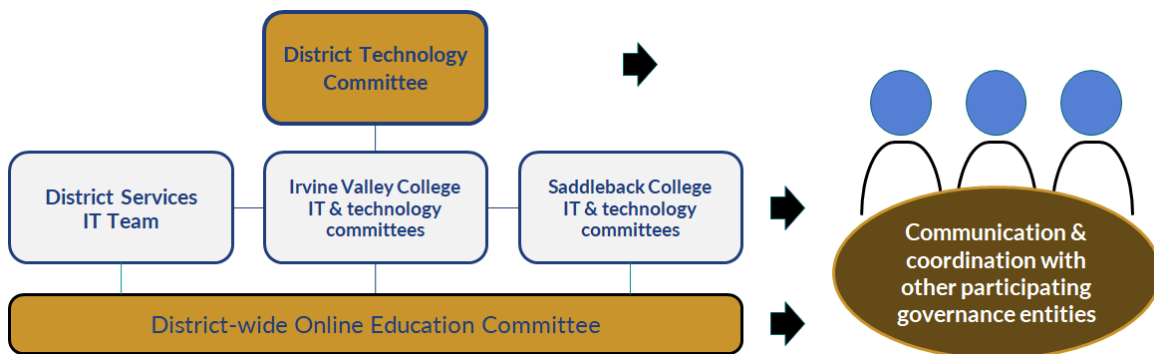 District Technology
Committee
District Services
IT Team
Irvine Valley College
IT & technology
committees
Saddleback College
IT & technology
committees
District-wide Online Education Committee
Communication &
coordination with
other participating
governance entities